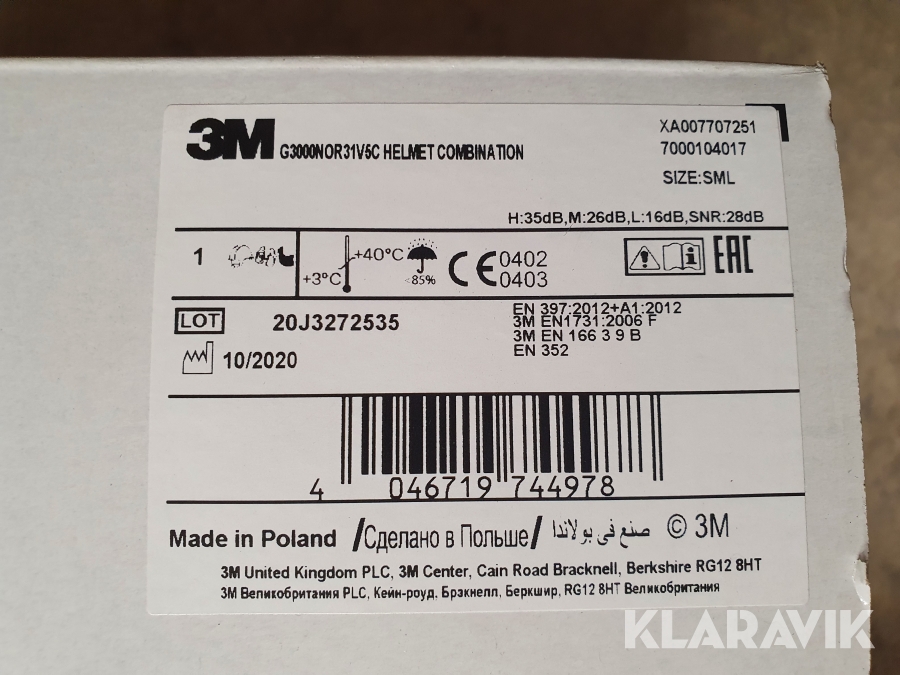 3M G3000NOR31V5C HELMET COMBINATION
XA007707251
7000104017
SIZE:SML
H:35dB,M:26dB,L:16dB,SNR:28dB
1
+3°C +40°C <85% CE 0402
0403
EAC
LOT 20J3272535
10/2020
EN 397:2012+A1:2012
3M EN1731:2006 F
3M EN 166 3 9 B
EN 352
4 046719 744978
Made in Poland /Сделано в Польше/ صنع في بولاندا © 3M
3M United Kingdom PLC, 3M Center, Cain Road Bracknell, Berkshire RG12 8HT
3M Великобритания PLC, Кейн-роуд, Брэкнелл, Беркшир, RG12 8HT Великобритания
KLARAVIK